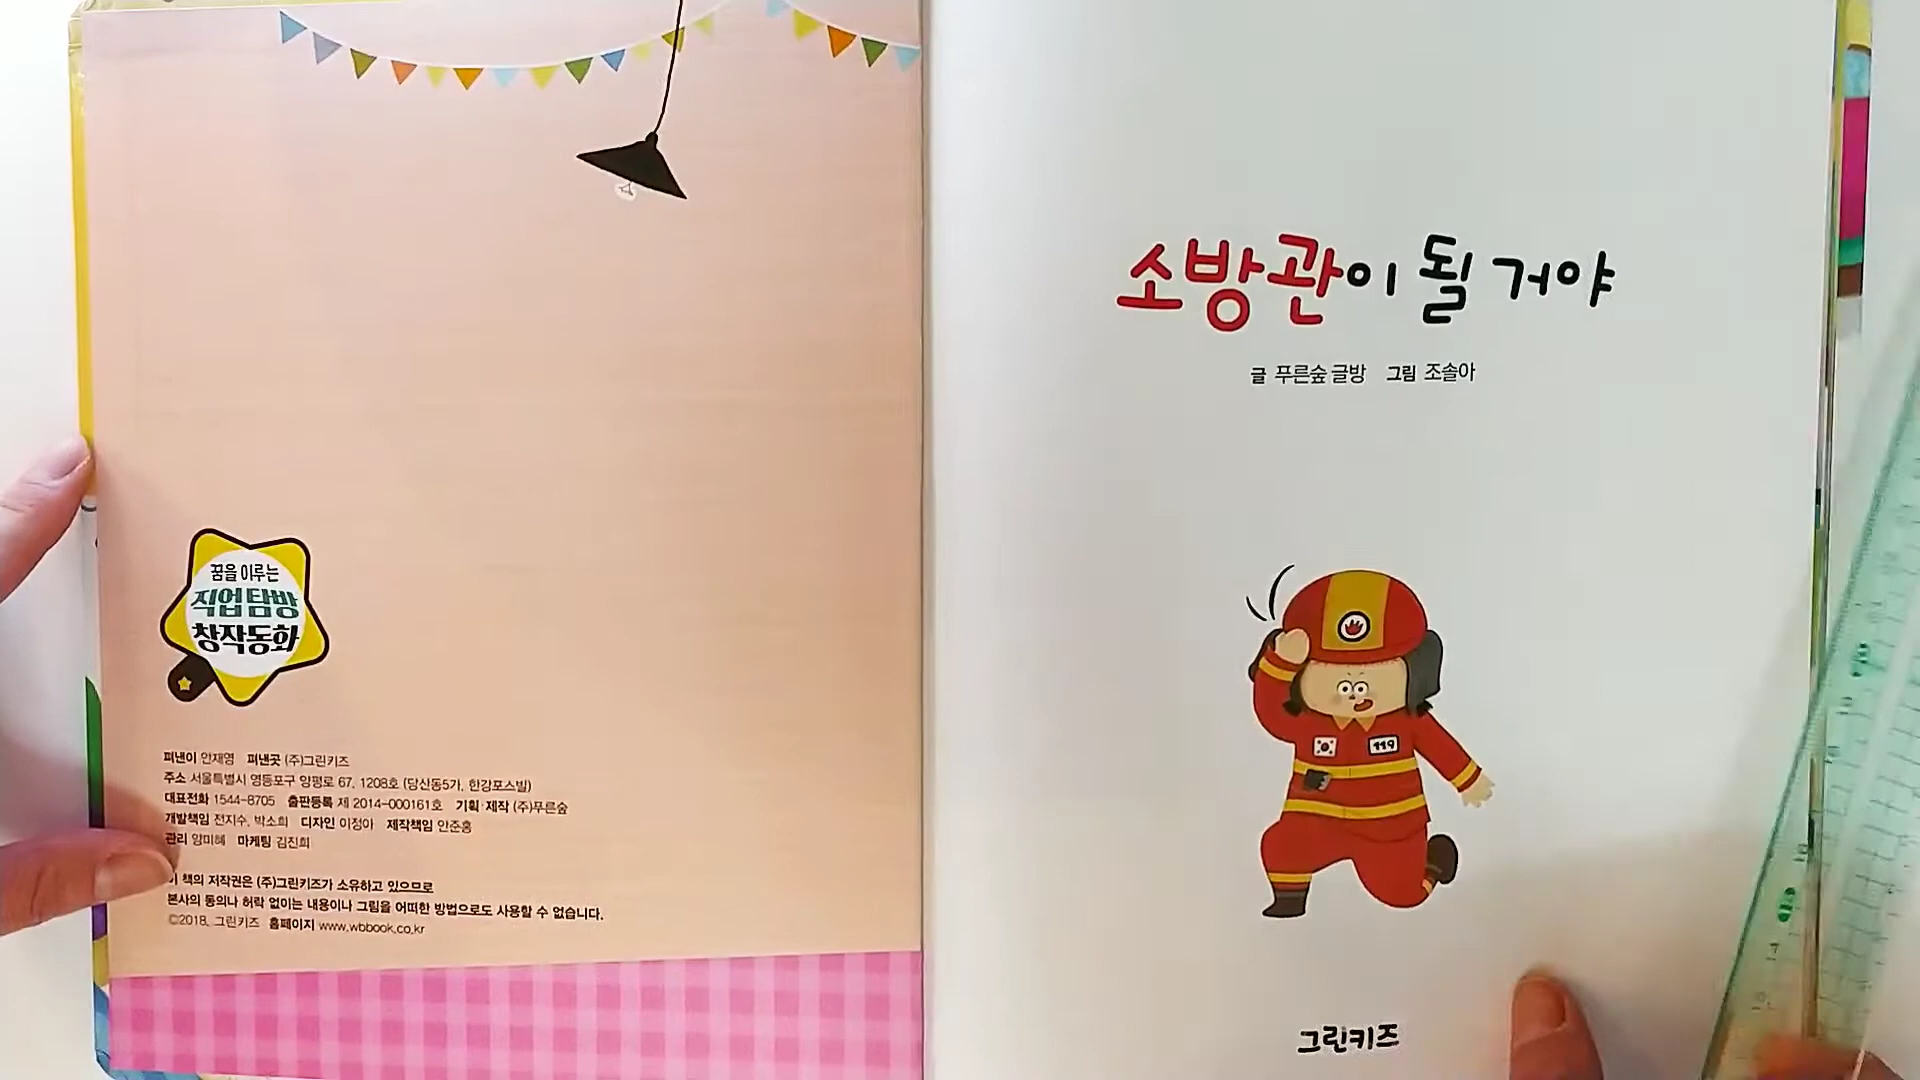 꿈을 이루는
직업탐방
창작동화
펴낸이 안재영 펴낸곳 (주)그린키즈
주소 서울특별시 영등포구 양평로 67, 1208호 (당산동5가, 한강포스빌)
대표전화 1544-8705 출판등록 제 2014-000161호 기획·제작 (주)푸른숲
개발책임 전지수, 박소희 디자인 이정아 제작책임 안준홍
관리 양미혜 마케팅 김진희
이 책의 저작권은 (주)그린키즈가 소유하고 있으므로
본사의 동의나 허락 없이는 내용이나 그림을 어떠한 방법으로도 사용할 수 없습니다.
©2018. 그린키즈 홈페이지 www.wbbook.co.kr
소방관이 될 거야
글 푸른숲 글방 그림 조솔아
119
그린키즈